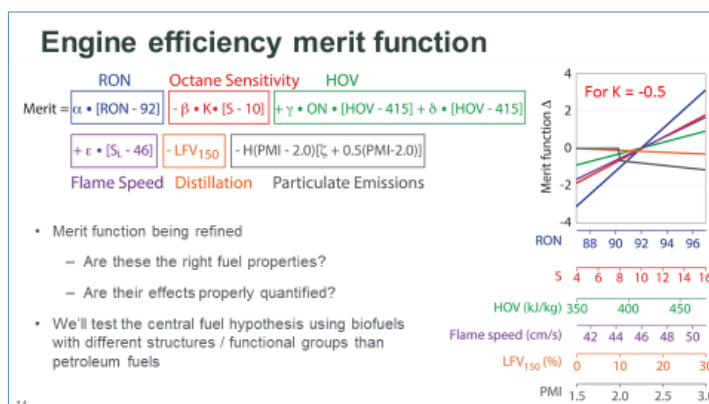 Engine efficiency merit function
RON Octane Sensitivity HOV
Merit = α • [RON - 92] - β • K• [S - 10] + γ • ON • [HOV - 415] + δ • [HOV - 415]
+ ε • [S_L - 46] - LFV₁₅₀ - H(PMI - 2.0)[ζ + 0.5(PMI-2.0)]
Flame Speed Distillation Particulate Emissions
• Merit function being refined
– Are these the right fuel properties?
– Are their effects properly quantified?
• We'll test the central fuel hypothesis using biofuels
with different structures / functional groups than
petroleum fuels
For K = -0.5
Merit function Δ
4
2
0
-2
-4
RON 88 90 92 94 96
S 4 6 8 10 12 14 16
HOV (kJ/kg) 350 400 450
Flame speed (cm/s) 42 44 46 48 50
LFV₁₅₀ (%) 0 10 20 30
PMI 1.5 2.0 2.5 3.0